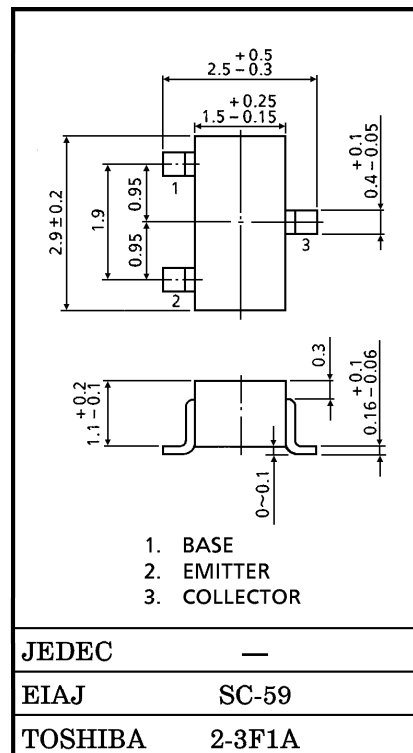 +0.5
2.5 – 0.3
+0.25
1.5 – 0.15
2.9 ± 0.2
1.9
0.95
0.95
+0.1
0.4 – 0.05
1
2
3
+0.2
1.1 – 0.1
0.3
+0.1
0.16 – 0.06
0~0.1
1. BASE
2. EMITTER
3. COLLECTOR
JEDEC —
EIAJ SC-59
TOSHIBA 2-3F1A